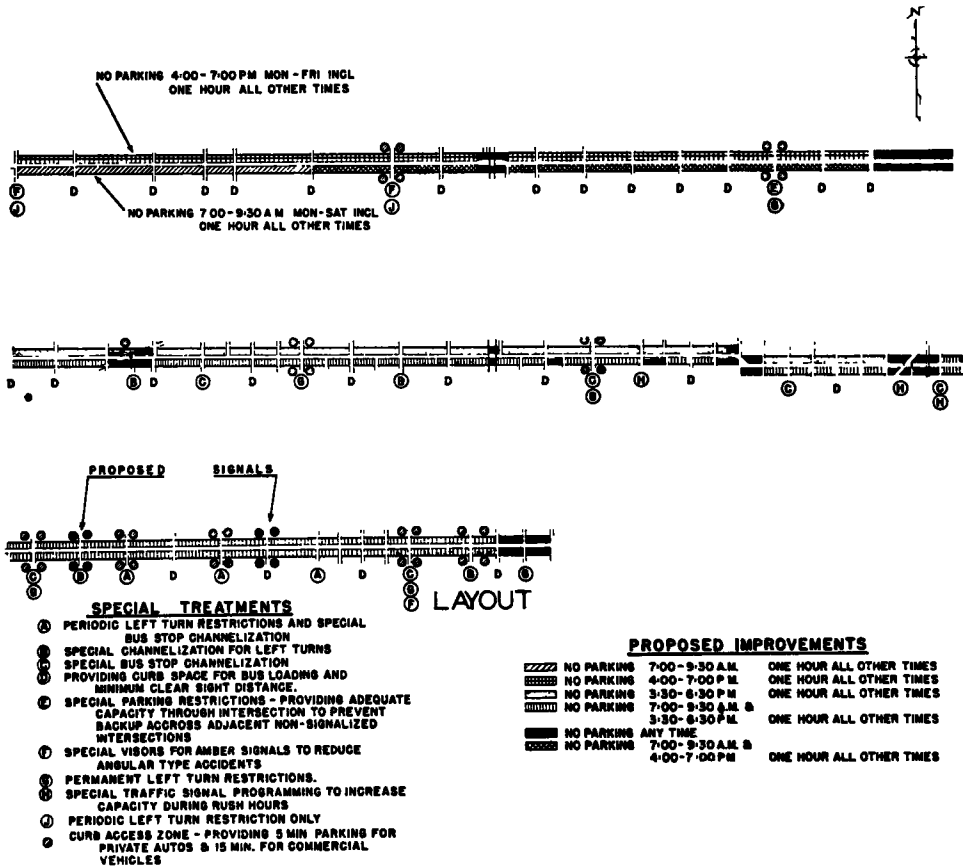 N
NO PARKING 4:00-7:00 PM MON-FRI INCL
ONE HOUR ALL OTHER TIMES
F D D D D D F D D D D D D E D D
J J G
NO PARKING 7 00-9:30 A M MON-SAT INCL
ONE HOUR ALL OTHER TIMES
D D B D C D G D B D D G H D C D H C
B H
PROPOSED SIGNALS
C B A D A D A D C B D G
G G
F
LAYOUT
SPECIAL TREATMENTS
A PERIODIC LEFT TURN RESTRICTIONS AND SPECIAL
BUS STOP CHANNELIZATION
B SPECIAL CHANNELIZATION FOR LEFT TURNS
C SPECIAL BUS STOP CHANNELIZATION
D PROVIDING CURB SPACE FOR BUS LOADING AND
MINIMUM CLEAR SIGHT DISTANCE.
E SPECIAL PARKING RESTRICTIONS - PROVIDING ADEQUATE
CAPACITY THROUGH INTERSECTION TO PREVENT
BACKUP ACCROSS ADJACENT NON-SIGNALIZED
INTERSECTIONS
F SPECIAL VISORS FOR AMBER SIGNALS TO REDUCE
ANGULAR TYPE ACCIDENTS
G PERMANENT LEFT TURN RESTRICTIONS.
H SPECIAL TRAFFIC SIGNAL PROGRAMMING TO INCREASE
CAPACITY DURING RUSH HOURS
J PERIODIC LEFT TURN RESTRICTION ONLY
CURB ACCESS ZONE - PROVIDING 5 MIN PARKING FOR
PRIVATE AUTOS & 15 MIN. FOR COMMERCIAL
VEHICLES
PROPOSED IMPROVEMENTS
NO PARKING 7:00-9:30 A.M. ONE HOUR ALL OTHER TIMES
NO PARKING 4:00-7:00 P.M. ONE HOUR ALL OTHER TIMES
NO PARKING 3:30-6:30 PM ONE HOUR ALL OTHER TIMES
NO PARKING 7:00-9:30 A.M. &
3:30-6:30 P.M. ONE HOUR ALL OTHER TIMES
NO PARKING ANY TIME
NO PARKING 7:00-9:30 A.M. &
4:00-7:00 PM ONE HOUR ALL OTHER TIMES